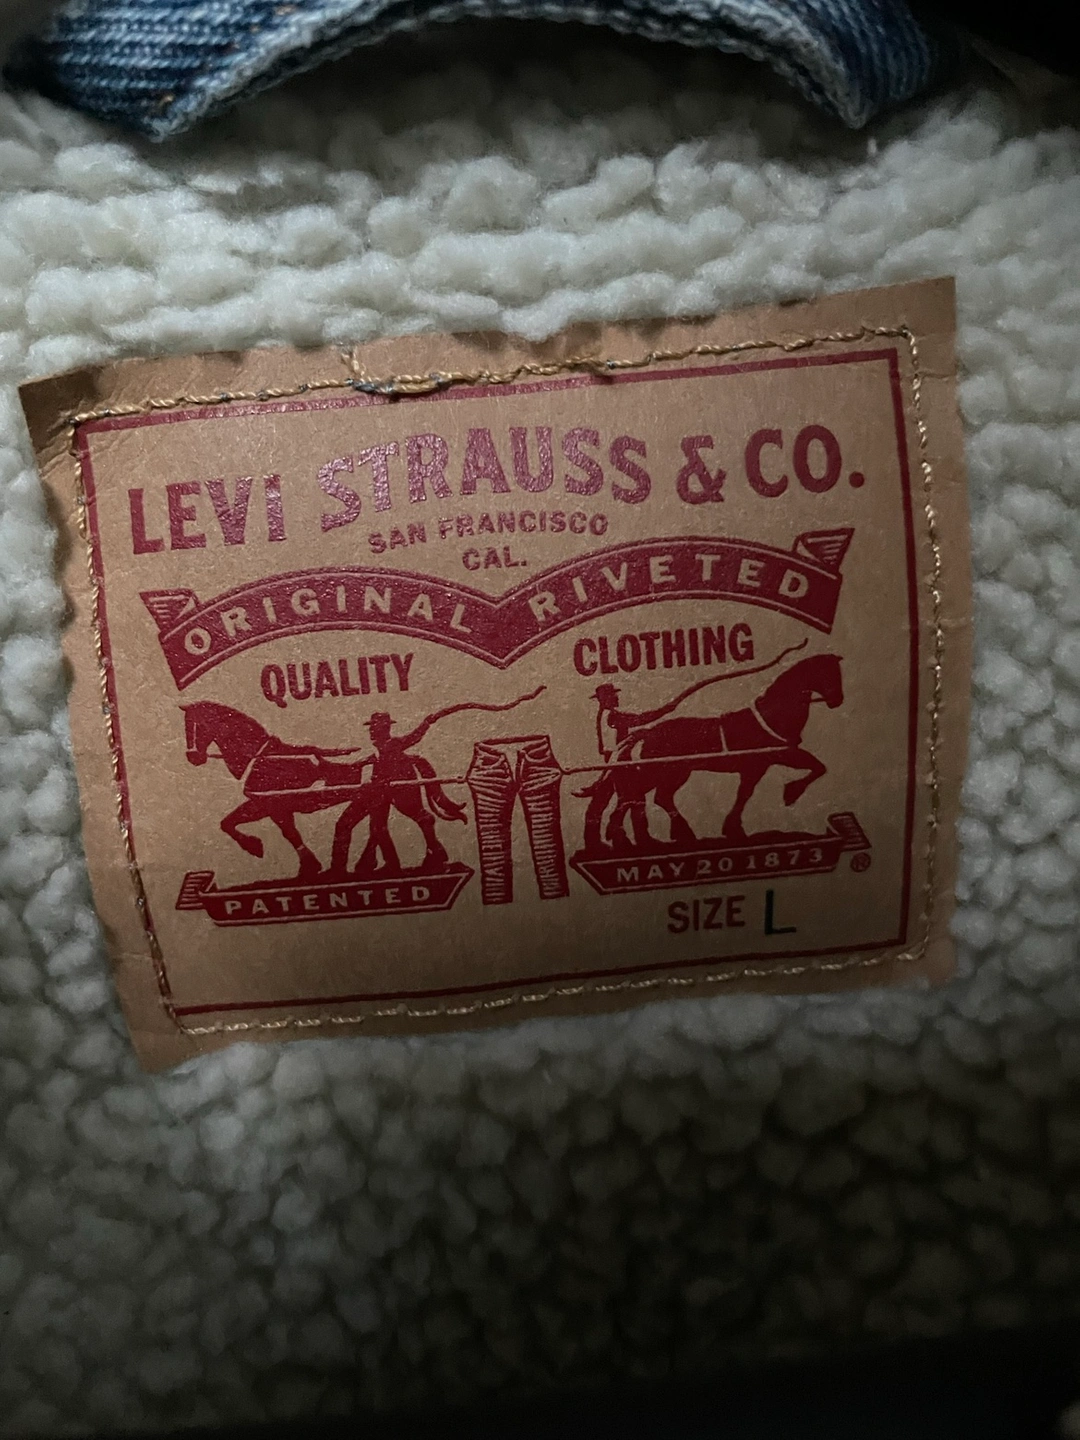 LEVI STRAUSS & CO.
SAN FRANCISCO
CAL.
ORIGINAL RIVETED
QUALITY CLOTHING
PATENTED MAY 20 1873 ®
SIZE L